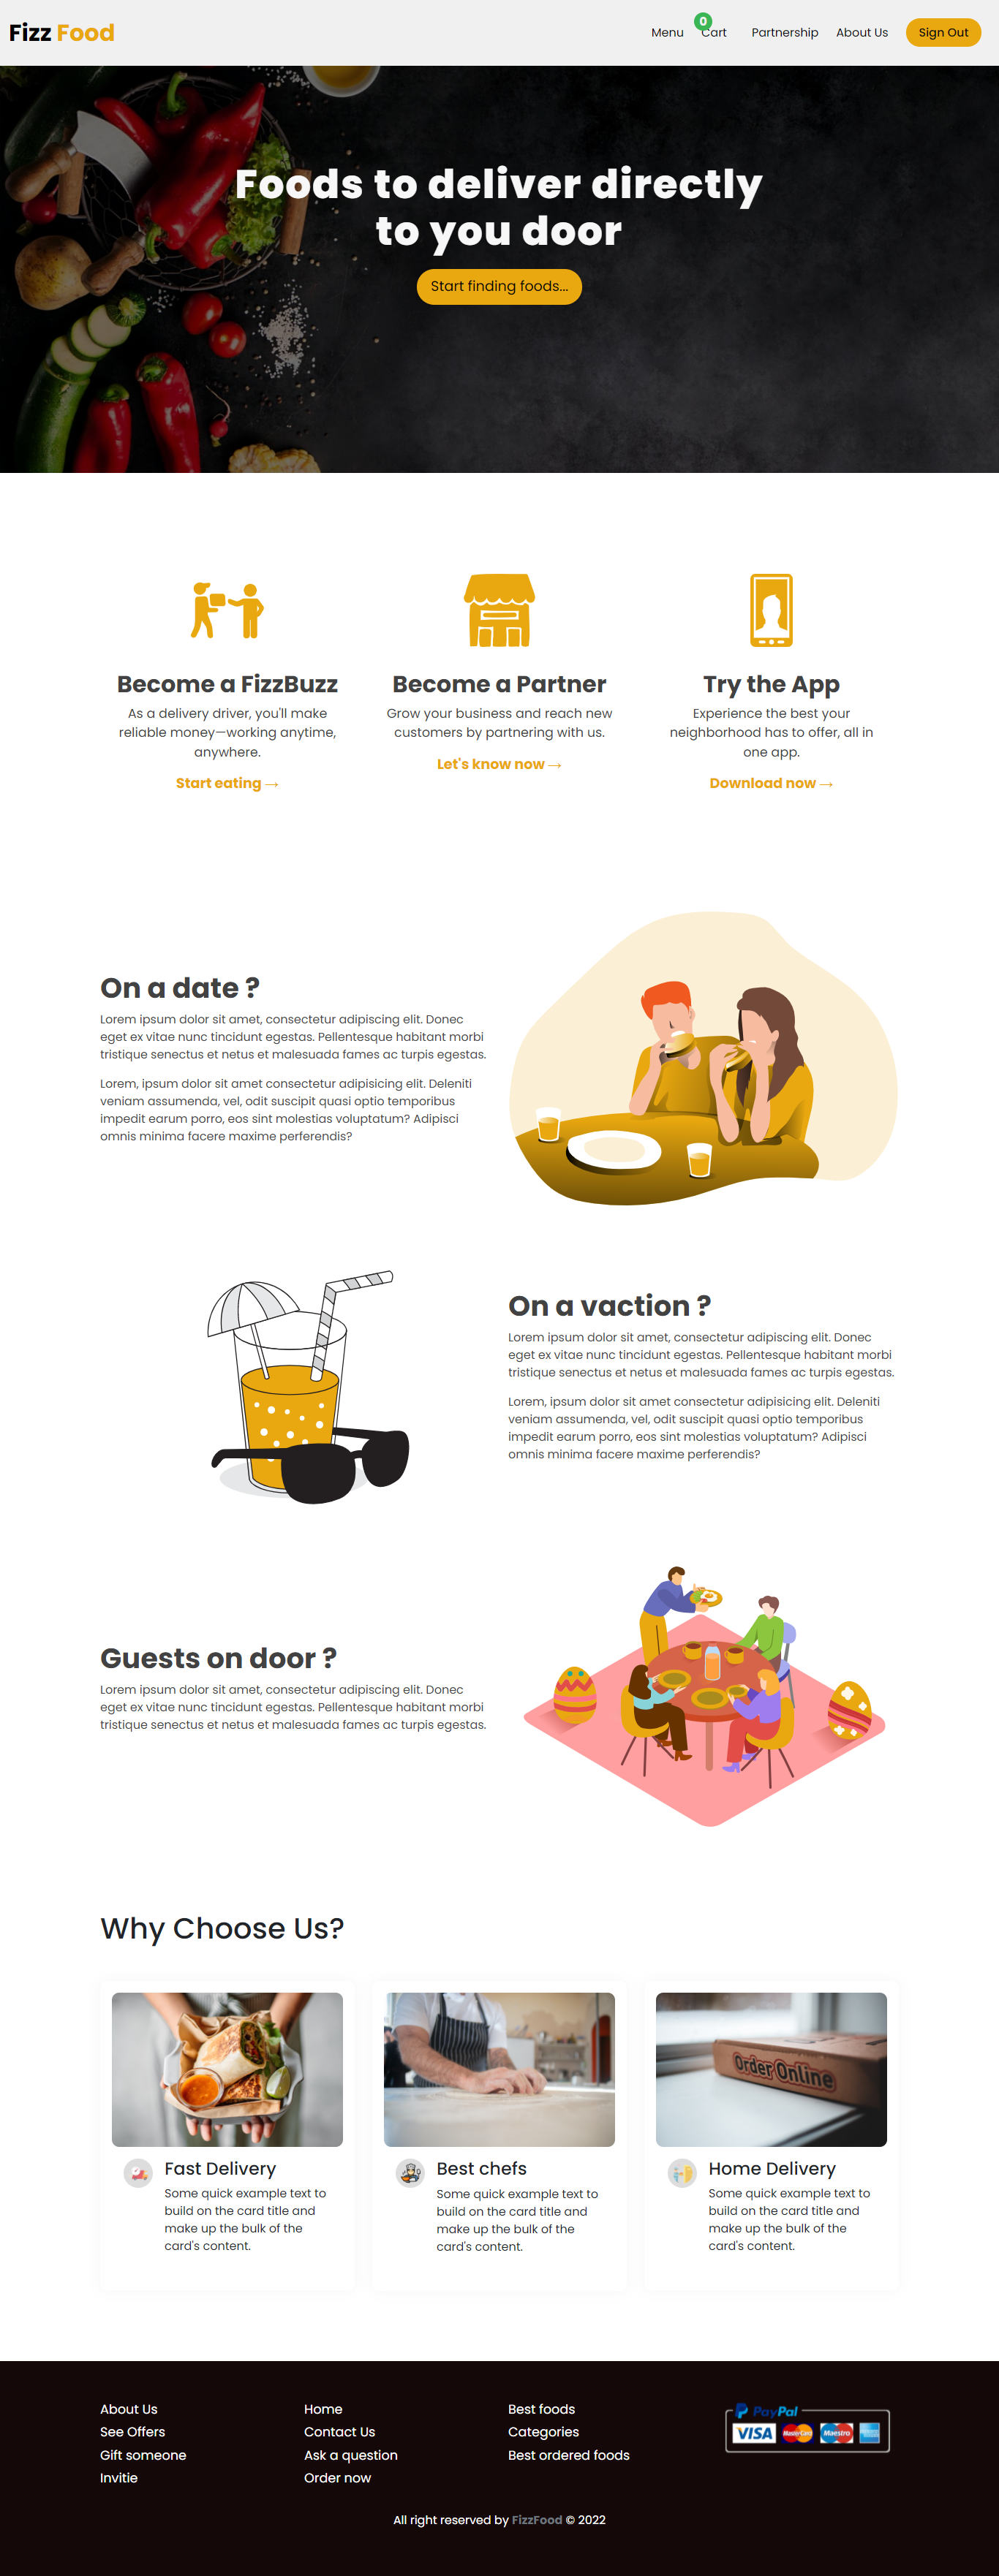 Fizz Food
Menu
0
Cart
Partnership
About Us
Sign Out
Foods to deliver directly
to you door
Start finding foods...
Become a FizzBuzz
As a delivery driver, you'll make
reliable money—working anytime,
anywhere.
Start eating →
Become a Partner
Grow your business and reach new
customers by partnering with us.
Let's know now →
Try the App
Experience the best your
neighborhood has to offer, all in
one app.
Download now →
On a date ?
Lorem ipsum dolor sit amet, consectetur adipiscing elit. Donec
eget ex vitae nunc tincidunt egestas. Pellentesque habitant morbi
tristique senectus et netus et malesuada fames ac turpis egestas.
Lorem, ipsum dolor sit amet consectetur adipisicing elit. Deleniti
veniam assumenda, vel, odit suscipit quasi optio temporibus
impedit earum porro, eos sint molestias voluptatum? Adipisci
omnis minima facere maxime perferendis?
On a vaction ?
Lorem ipsum dolor sit amet, consectetur adipiscing elit. Donec
eget ex vitae nunc tincidunt egestas. Pellentesque habitant morbi
tristique senectus et netus et malesuada fames ac turpis egestas.
Lorem, ipsum dolor sit amet consectetur adipisicing elit. Deleniti
veniam assumenda, vel, odit suscipit quasi optio temporibus
impedit earum porro, eos sint molestias voluptatum? Adipisci
omnis minima facere maxime perferendis?
Guests on door ?
Lorem ipsum dolor sit amet, consectetur adipiscing elit. Donec
eget ex vitae nunc tincidunt egestas. Pellentesque habitant morbi
tristique senectus et netus et malesuada fames ac turpis egestas.
Why Choose Us?
Fast Delivery
Some quick example text to
build on the card title and
make up the bulk of the
card's content.
Best chefs
Some quick example text to
build on the card title and
make up the bulk of the
card's content.
Order Online
Home Delivery
Some quick example text to
build on the card title and
make up the bulk of the
card's content.
About Us
See Offers
Gift someone
Invitie
Home
Contact Us
Ask a question
Order now
Best foods
Categories
Best ordered foods
PayPal
VISA
MasterCard
Maestro
All right reserved by FizzFood © 2022